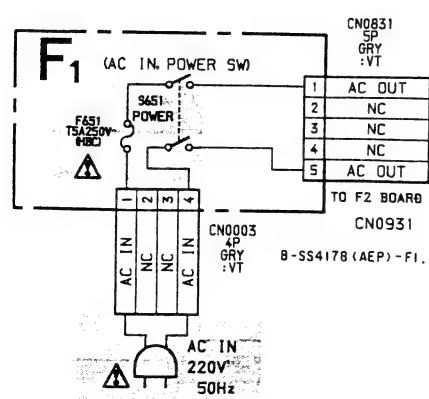 CN0831
5P
GRY
:VT
F1 (AC IN, POWER SW)
S651
POWER
F651
T5A250V
(HBC)
1 AC OUT
2 NC
3 NC
4 NC
5 AC OUT
TO F2 BOARD
CN0931
1 2 3 4
AC IN NC NC AC IN
CN0003
4P
GRY
:VT
B-SS4178(AEP)-F1.
AC IN
220V
50Hz